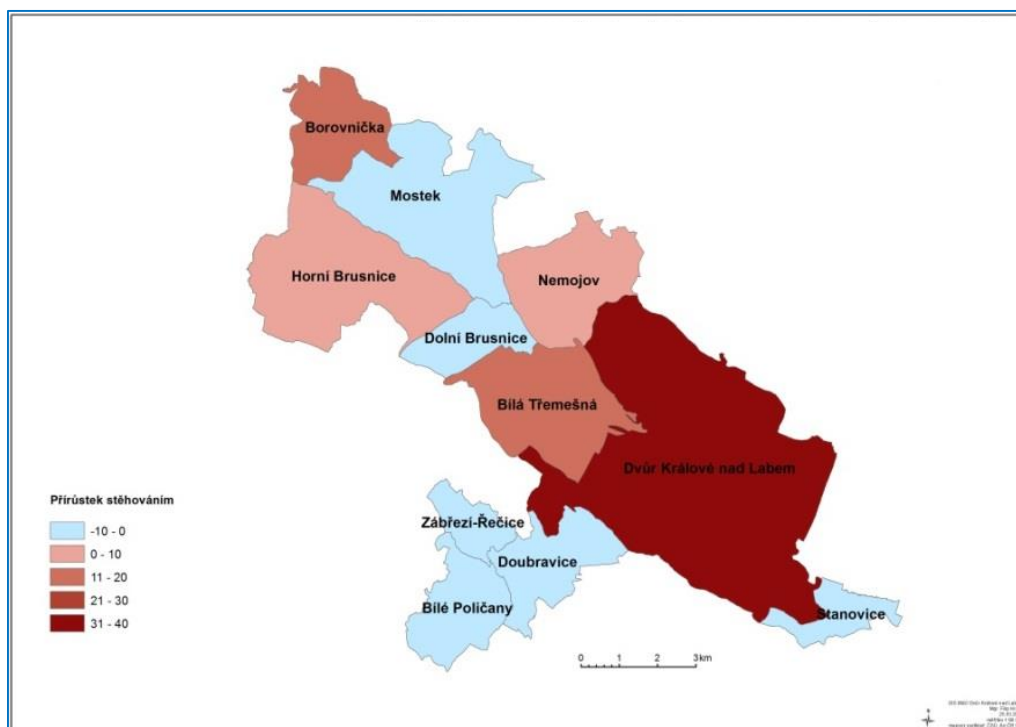 Borovnička
Mostek
Horní Brusnice
Nemojov
Dolní Brusnice
Bílá Třemešná
Dvůr Králové nad Labem
Zábřezí-Řečice
Doubravice
Bílé Poličany
Stanovice
Přírůstek stěhováním
-10 - 0
0 - 10
11 - 20
21 - 30
31 - 40
0 1 2 3 km